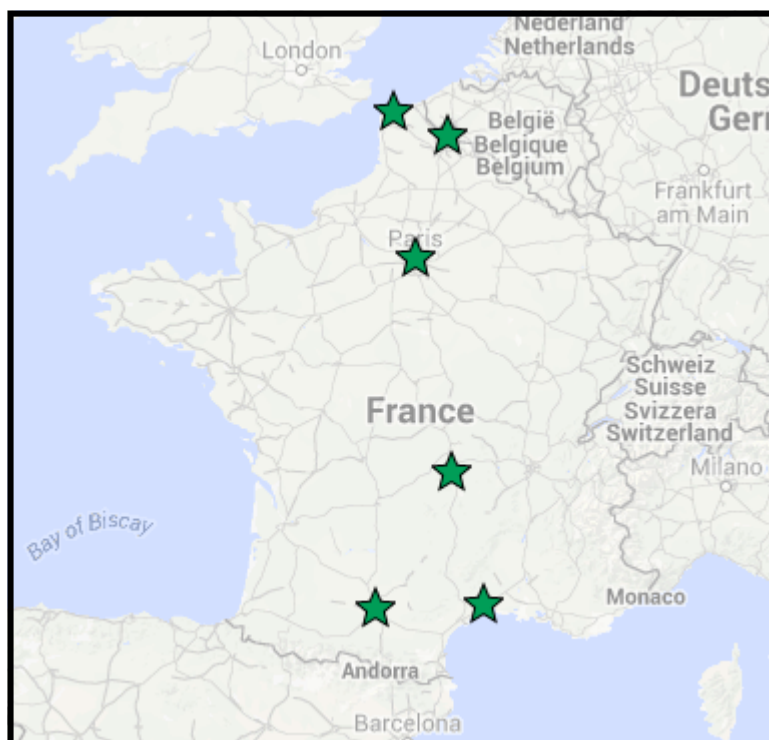 Nederland
Netherlands
London
Deuts
Geri
België
Belgique
Belgium
Frankfurt
am Main
Paris
Schweiz
Suisse
Svizzera
Switzerland
France
Milano
Bay of Biscay
Monaco
Andorra
Barcelona